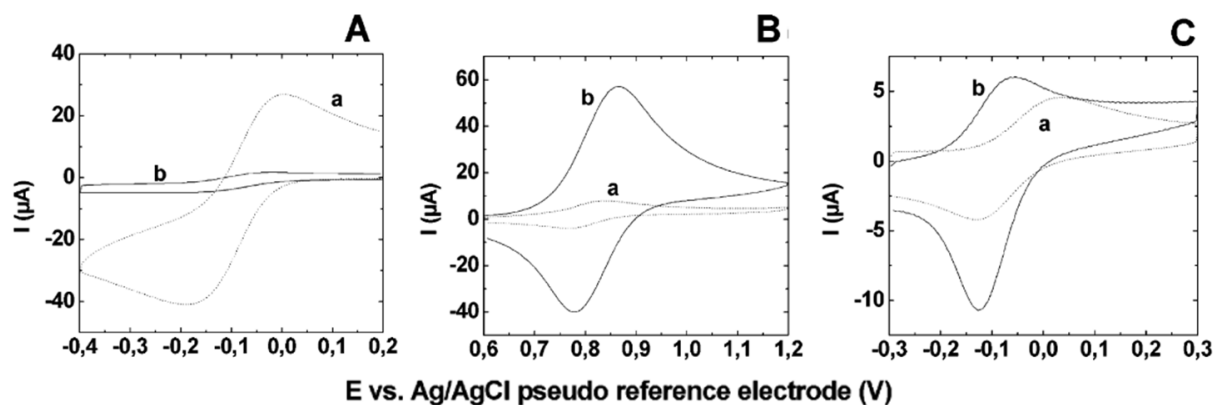 A
B
C
40
20
0
-20
-40
I (µA)
a
b
-0,4 -0,3 -0,2 -0,1 0,0 0,1 0,2
60
40
20
0
-20
-40
I (µA)
b
a
0,6 0,7 0,8 0,9 1,0 1,1 1,2
5
0
-5
-10
I (µA)
b
a
-0,3 -0,2 -0,1 0,0 0,1 0,2 0,3
E vs. Ag/AgCl pseudo reference electrode (V)